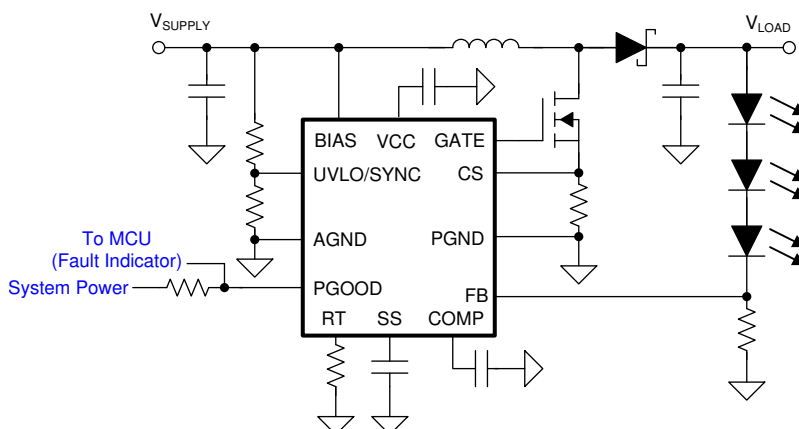 VSUPPLY
VLOAD
BIAS VCC GATE
UVLO/SYNC CS
AGND PGND
To MCU
(Fault Indicator)
System Power
PGOOD FB
RT SS COMP